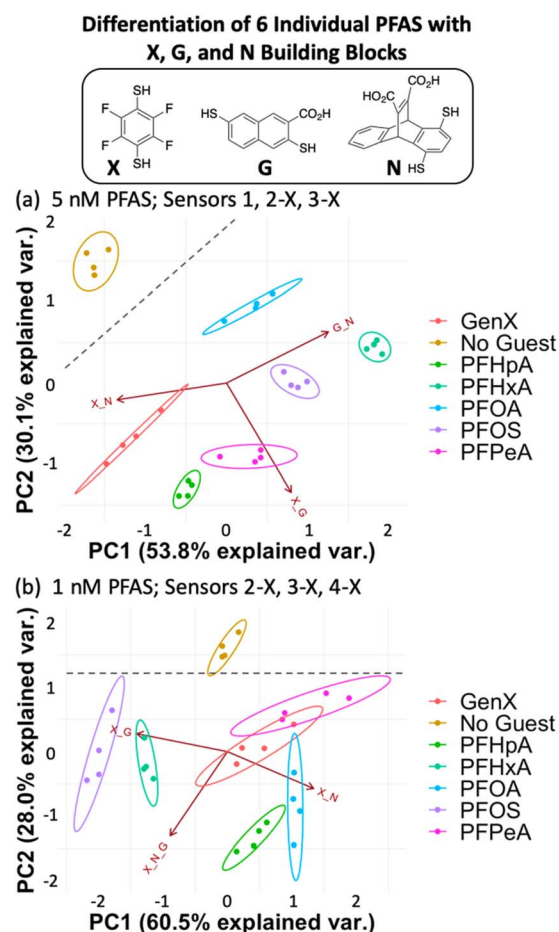 Differentiation of 6 Individual PFAS with
X, G, and N Building Blocks
SH
F
F
F
F
SH
X
HS
CO₂H
SH
G
CO₂H
HO₂C
SH
HS
N
(a) 5 nM PFAS; Sensors 1, 2-X, 3-X
PC2 (30.1% explained var.)
2
1
0
-1
G_N
X_N
X_G
-2
-1
0
1
2
PC1 (53.8% explained var.)
GenX
No Guest
PFHpA
PFHxA
PFOA
PFOS
PFPeA
(b) 1 nM PFAS; Sensors 2-X, 3-X, 4-X
PC2 (28.0% explained var.)
2
1
0
-1
-2
X_G
X_N
X_N_G
-2
-1
0
1
2
PC1 (60.5% explained var.)
GenX
No Guest
PFHpA
PFHxA
PFOA
PFOS
PFPeA